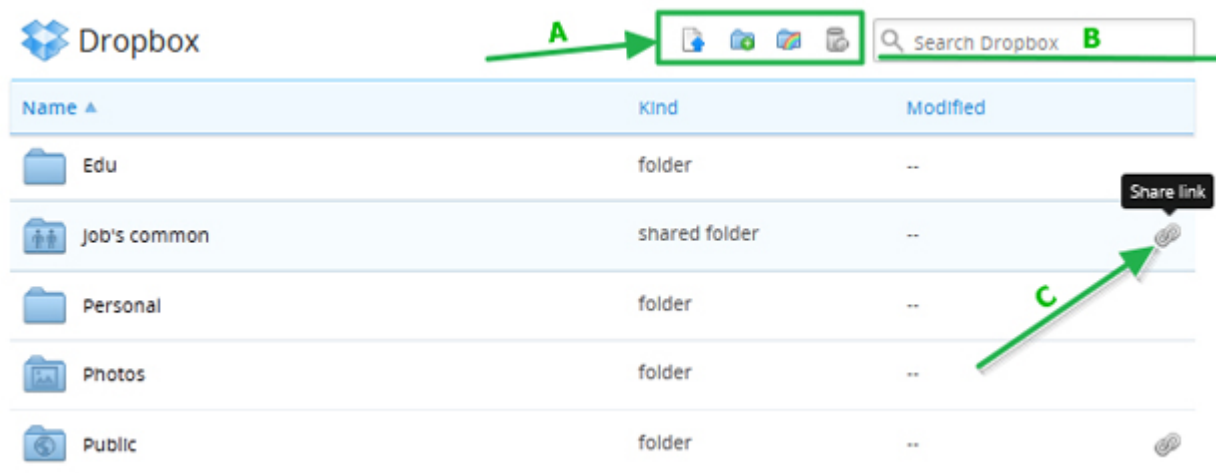 Dropbox
A
Search Dropbox B
Name Kind Modified
Edu folder --
Share link
Job's common shared folder --
C
Personal folder --
Photos folder --
Public folder --